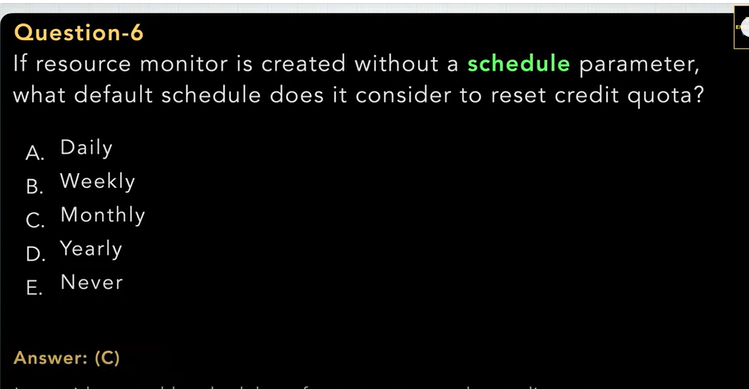 Question-6
If resource monitor is created without a schedule parameter,
what default schedule does it consider to reset credit quota?
A. Daily
B. Weekly
C. Monthly
D. Yearly
E. Never
Answer: (C)